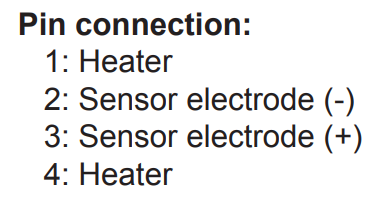 Pin connection:
1: Heater
2: Sensor electrode (-)
3: Sensor electrode (+)
4: Heater